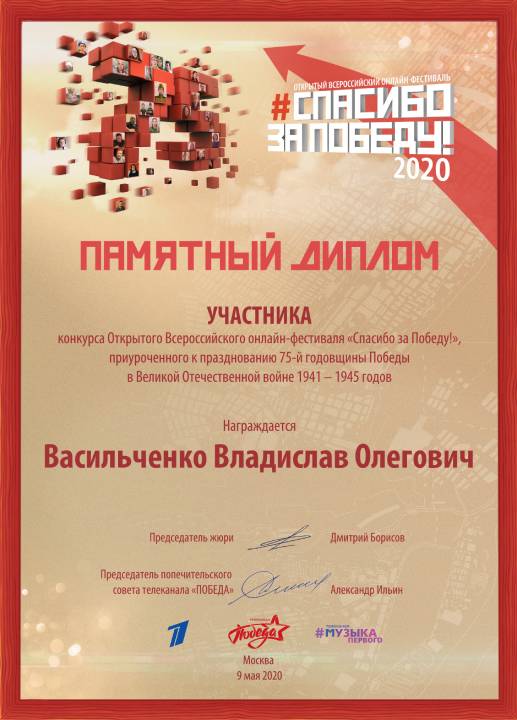 ОТКРЫТЫЙ ВСЕРОССИЙСКИЙ ОНЛАЙН-ФЕСТИВАЛЬ
#СПАСИБО
ЗА ПОБЕДУ!
2020
ПАМЯТНЫЙ ДИПЛОМ
УЧАСТНИКА
конкурса Открытого Всероссийского онлайн-фестиваля «Спасибо за Победу!»,
приуроченного к празднованию 75-й годовщины Победы
в Великой Отечественной войне 1941 – 1945 годов
Награждается
Васильченко Владислав Олегович
Председатель жюри Дмитрий Борисов
Председатель попечительского
совета телеканала «ПОБЕДА» Александр Ильин
1
Победа
#МУЗЫКА
ПЕРВОГО
Москва
9 мая 2020